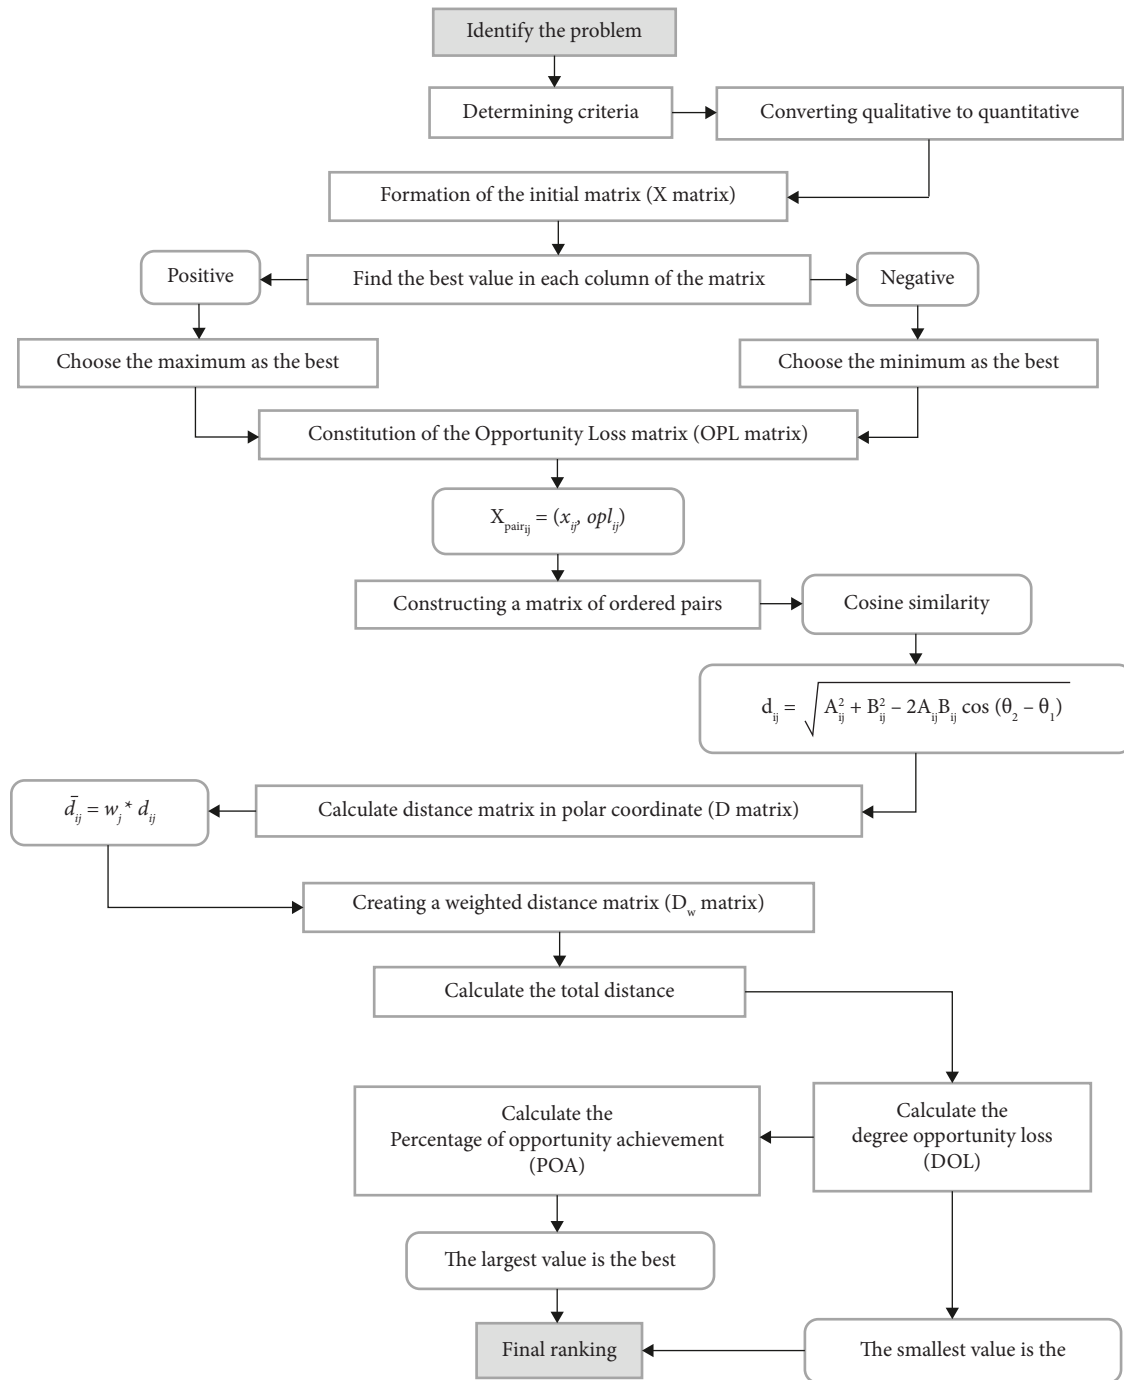 Identify the problem
Determining criteria
Converting qualitative to quantitative
Formation of the initial matrix (X matrix)
Positive
Find the best value in each column of the matrix
Negative
Choose the maximum as the best
Choose the minimum as the best
Constitution of the Opportunity Loss matrix (OPL matrix)
X_pair_ij = (x_ij, opl_ij)
Constructing a matrix of ordered pairs
Cosine similarity
d_ij = √(A²_ij + B²_ij – 2A_ij B_ij cos (θ₂ – θ₁))
d̄_ij = w_j * d_ij
Calculate distance matrix in polar coordinate (D matrix)
Creating a weighted distance matrix (D_w matrix)
Calculate the total distance
Calculate the
Percentage of opportunity achievement
(POA)
Calculate the
degree opportunity loss
(DOL)
The largest value is the best
Final ranking
The smallest value is the